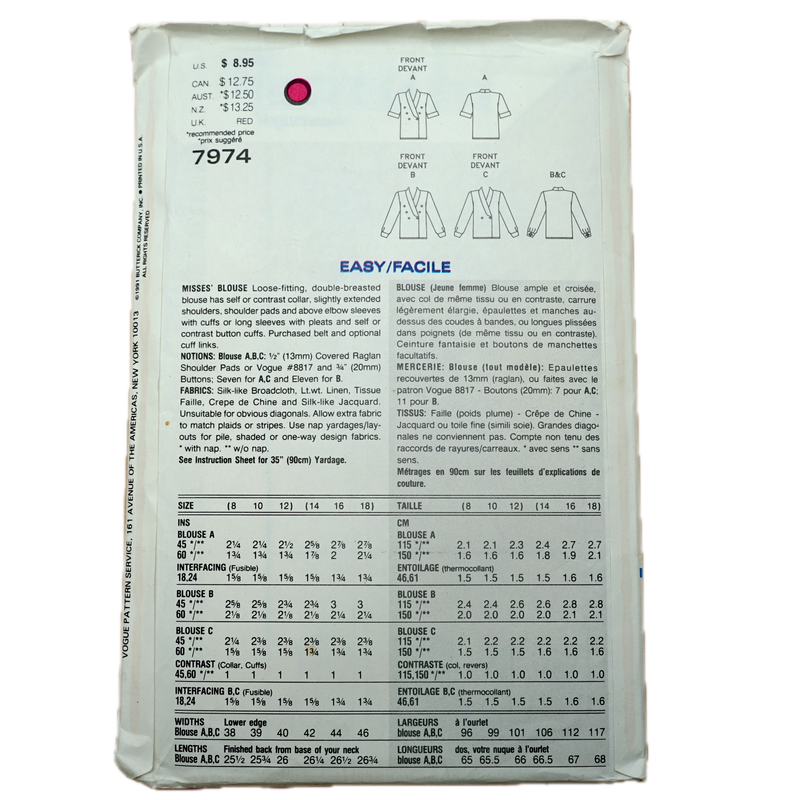 U.S. $ 8.95
CAN $ 12.75
AUST. *$ 12.50
N.Z. *$ 13.25
U.K. RED
*recommended price
*prix suggéré
7974
FRONT
DEVANT
A
A
FRONT
DEVANT
B
FRONT
DEVANT
C
B&C
©1991 BUTTERICK COMPANY, INC. ● PRINTED IN U.S.A.
ALL RIGHTS RESERVED
VOGUE PATTERN SERVICE, 161 AVENUE OF THE AMERICAS, NEW YORK 10013
EASY/FACILE
MISSES' BLOUSE Loose-fitting, double-breasted
blouse has self or contrast collar, slightly extended
shoulders, shoulder pads and above elbow sleeves
with cuffs or long sleeves with pleats and self or
contrast button cuffs. Purchased belt and optional
cuff links.
NOTIONS: Blouse A,B,C: ½" (13mm) Covered Raglan
Shoulder Pads or Vogue #8817 and ¾" (20mm)
Buttons; Seven for A,C and Eleven for B.
FABRICS: Silk-like Broadcloth, Lt.wt. Linen, Tissue
Faille, Crepe de Chine and Silk-like Jacquard.
Unsuitable for obvious diagonals. Allow extra fabric
to match plaids or stripes. Use nap yardages/lay-
outs for pile, shaded or one-way design fabrics.
* with nap. ** w/o nap.
See Instruction Sheet for 35" (90cm) Yardage.
BLOUSE (Jeune femme) Blouse ample et croisée,
avec col de même tissu ou en contraste, carrure
légèrement élargie, épaulettes et manches au-
dessus des coudes à bandes, ou longues plissées
dans poignets (de même tissu ou en contraste).
Ceinture fantaisie et boutons de manchettes
facultatifs.
MERCERIE: Blouse (tout modèle): Epaulettes
recouvertes de 13mm (raglan), ou faites avec le
patron Vogue 8817 - Boutons (20mm): 7 pour A,C;
11 pour B.
TISSUS: Faille (poids plume) - Crêpe de Chine -
Jacquard ou toile fine (simili soie). Grandes diago-
nales ne conviennent pas. Compte non tenu des
raccords de rayures/carreaux. * avec sens ** sans
sens.
Métrages en 90cm sur les feuillets d'explications de
couture.
SIZE (8 10 12) (14 16 18)
INS
BLOUSE A
45 */** 2¼ 2¼ 2½ 2⅝ 2⅞ 2⅞
60 */** 1¾ 1¾ 1¾ 1⅞ 2 2¼
INTERFACING (Fusible)
18,24 1⅝ 1⅝ 1⅝ 1⅝ 1¾ 1¾
BLOUSE B
45 */** 2⅝ 2⅝ 2¾ 2¾ 3 3
60 */** 2⅛ 2⅛ 2⅛ 2⅛ 2¼ 2¼
BLOUSE C
45 */** 2¼ 2⅜ 2⅜ 2⅜ 2⅜ 2⅜
60 */** 1⅝ 1⅝ 1⅝ 1¾ 1¾ 1¾
CONTRAST (Collar, Cuffs)
45,60 */** 1 1 1 1 1 1
INTERFACING B,C (Fusible)
18,24 1⅝ 1⅝ 1⅝ 1⅝ 1¾ 1¾
WIDTHS Lower edge
Blouse A,B,C 38 39 40 42 44 46
LENGTHS Finished back from base of your neck
Blouse A,B,C 25½ 25¾ 26 26¼ 26½ 26¾
TAILLE (8 10 12) (14 16 18)
CM
BLOUSE A
115 */** 2.1 2.1 2.3 2.4 2.7 2.7
150 */** 1.6 1.6 1.6 1.8 1.9 2.1
ENTOILAGE (thermocollant)
46,61 1.5 1.5 1.5 1.5 1.6 1.6
BLOUSE B
115 */** 2.4 2.4 2.6 2.6 2.8 2.8
150 */** 2.0 2.0 2.0 2.0 2.1 2.1
BLOUSE C
115 */** 2.1 2.2 2.2 2.2 2.2 2.2
150 */** 1.5 1.5 1.5 1.6 1.6 1.6
CONTRASTE (col, revers)
115,150 */** 1.0 1.0 1.0 1.0 1.0 1.0
ENTOILAGE B,C (thermocollant)
46,61 1.5 1.5 1.5 1.5 1.6 1.6
LARGEURS à l'ourlet
blouse A,B,C 96 99 101 106 112 117
LONGUEURS dos, votre nuque à l'ourlet
blouse A,B,C 65 65.5 66 66.5 67 68